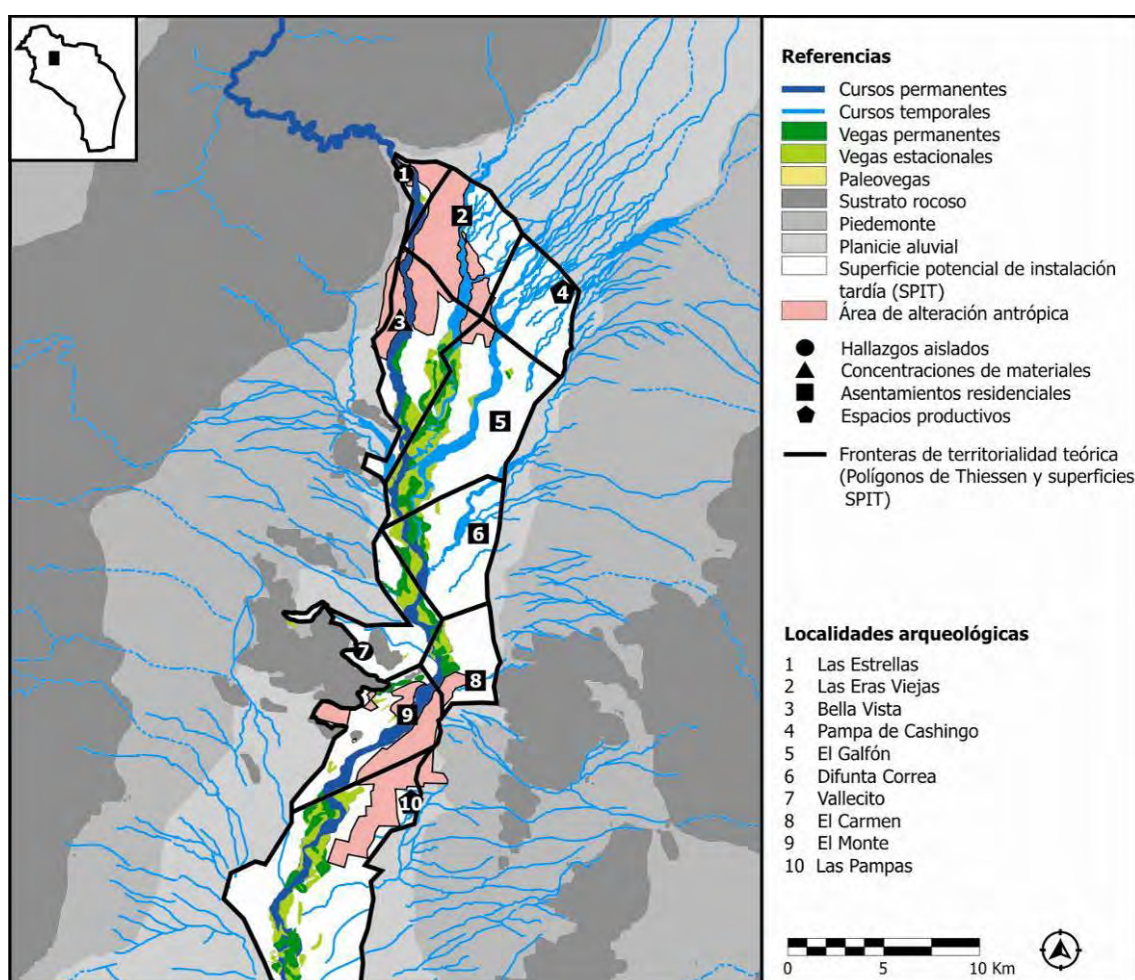 Referencias
Cursos permanentes
Cursos temporales
Vegas permanentes
Vegas estacionales
Paleovegas
Sustrato rocoso
Piedemonte
Planicie aluvial
Superficie potencial de instalación
tardía (SPIT)
Área de alteración antrópica
Hallazgos aislados
Concentraciones de materiales
Asentamientos residenciales
Espacios productivos
Fronteras de territorialidad teórica
(Polígonos de Thiessen y superficies
SPIT)
Localidades arqueológicas
1 Las Estrellas
2 Las Eras Viejas
3 Bella Vista
4 Pampa de Cashingo
5 El Galfón
6 Difunta Correa
7 Vallecito
8 El Carmen
9 El Monte
10 Las Pampas
0 5 10 Km
1
2
4
3
5
6
7
8
9
10